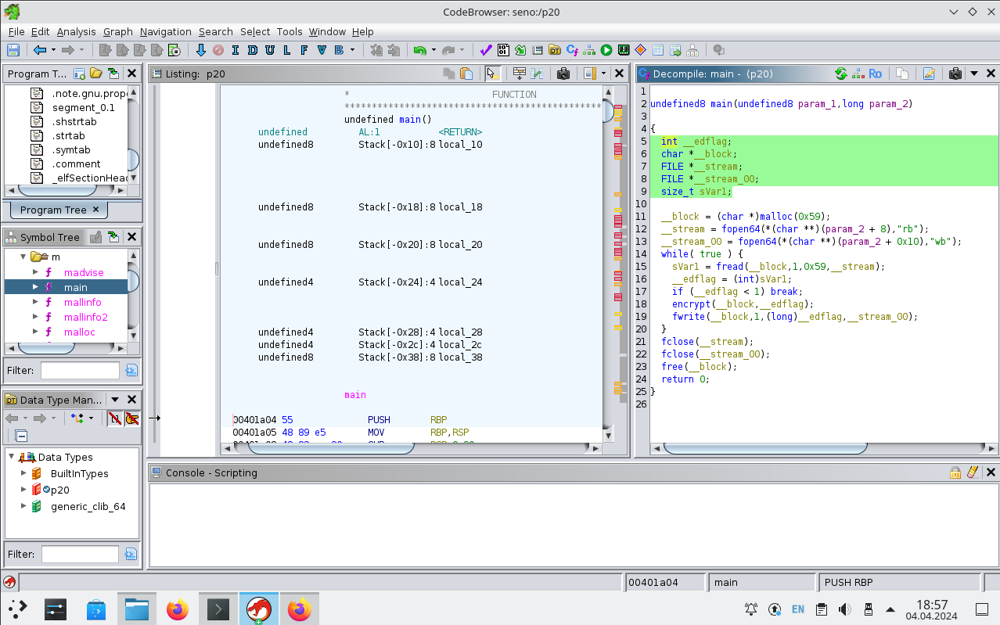 CodeBrowser: seno:/p20
File Edit Analysis Graph Navigation Search Select Tools Window Help
I D U L F V B
Program T...
.note.gnu.prope
segment_0.1
.shstrtab
.strtab
.symtab
.comment
_elfSectionHead
Program Tree
Symbol Tree
m
madvise
main
mallinfo
mallinfo2
malloc
Filter:
Data Type Man...
Data Types
BuiltInTypes
p20
generic_clib_64
Filter:
Listing: p20
* FUNCTION
***********************************************
undefined main()
undefined AL:1 <RETURN>
undefined8 Stack[-0x10]:8 local_10
undefined8 Stack[-0x18]:8 local_18
undefined8 Stack[-0x20]:8 local_20
undefined4 Stack[-0x24]:4 local_24
undefined4 Stack[-0x28]:4 local_28
undefined4 Stack[-0x2c]:4 local_2c
undefined8 Stack[-0x38]:8 local_38
main
00401a04 55 PUSH RBP
00401a05 48 89 e5 MOV RBP,RSP
Decompile: main - (p20)
Ro
1
2 undefined8 main(undefined8 param_1,long param_2)
3
4 {
5 int __edflag;
6 char *__block;
7 FILE *__stream;
8 FILE *__stream_00;
9 size_t sVar1;
10
11 __block = (char *)malloc(0x59);
12 __stream = fopen64(*(char **)(param_2 + 8),"rb");
13 __stream_00 = fopen64(*(char **)(param_2 + 0x10),"wb");
14 while( true ) {
15 sVar1 = fread(__block,1,0x59,__stream);
16 __edflag = (int)sVar1;
17 if (__edflag < 1) break;
18 encrypt(__block,__edflag);
19 fwrite(__block,1,(long)__edflag,__stream_00);
20 }
21 fclose(__stream);
22 fclose(__stream_00);
23 free(__block);
24 return 0;
25 }
26
Console - Scripting
00401a04 main PUSH RBP
EN
18:57
04.04.2024